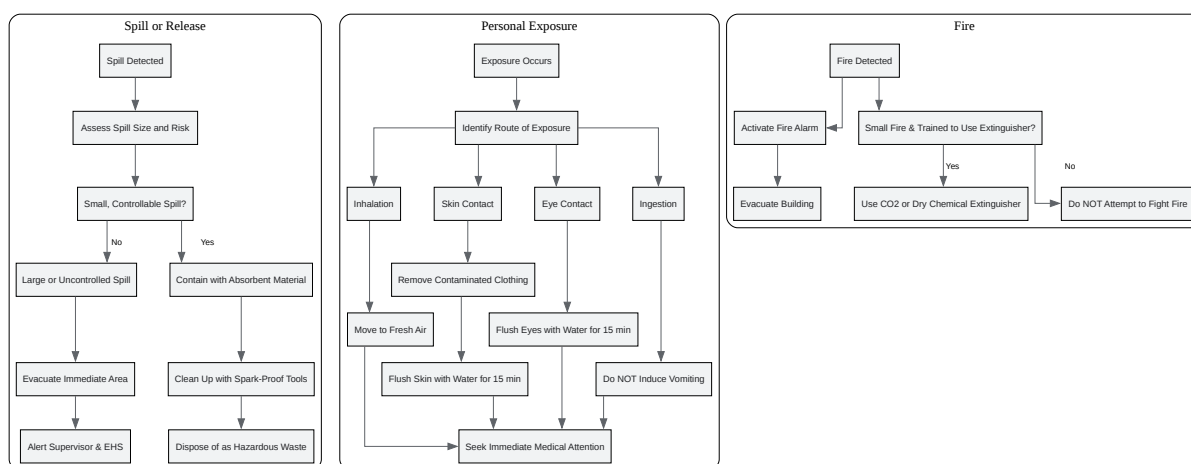 Spill or Release
Spill Detected
Assess Spill Size and Risk
Small, Controllable Spill?
No
Yes
Large or Uncontrolled Spill
Contain with Absorbent Material
Evacuate Immediate Area
Clean Up with Spark-Proof Tools
Alert Supervisor & EHS
Dispose of as Hazardous Waste
Personal Exposure
Exposure Occurs
Identify Route of Exposure
Inhalation
Skin Contact
Eye Contact
Ingestion
Remove Contaminated Clothing
Move to Fresh Air
Flush Eyes with Water for 15 min
Flush Skin with Water for 15 min
Do NOT Induce Vomiting
Seek Immediate Medical Attention
Fire
Fire Detected
Activate Fire Alarm
Small Fire & Trained to Use Extinguisher?
Yes
No
Evacuate Building
Use CO2 or Dry Chemical Extinguisher
Do NOT Attempt to Fight Fire